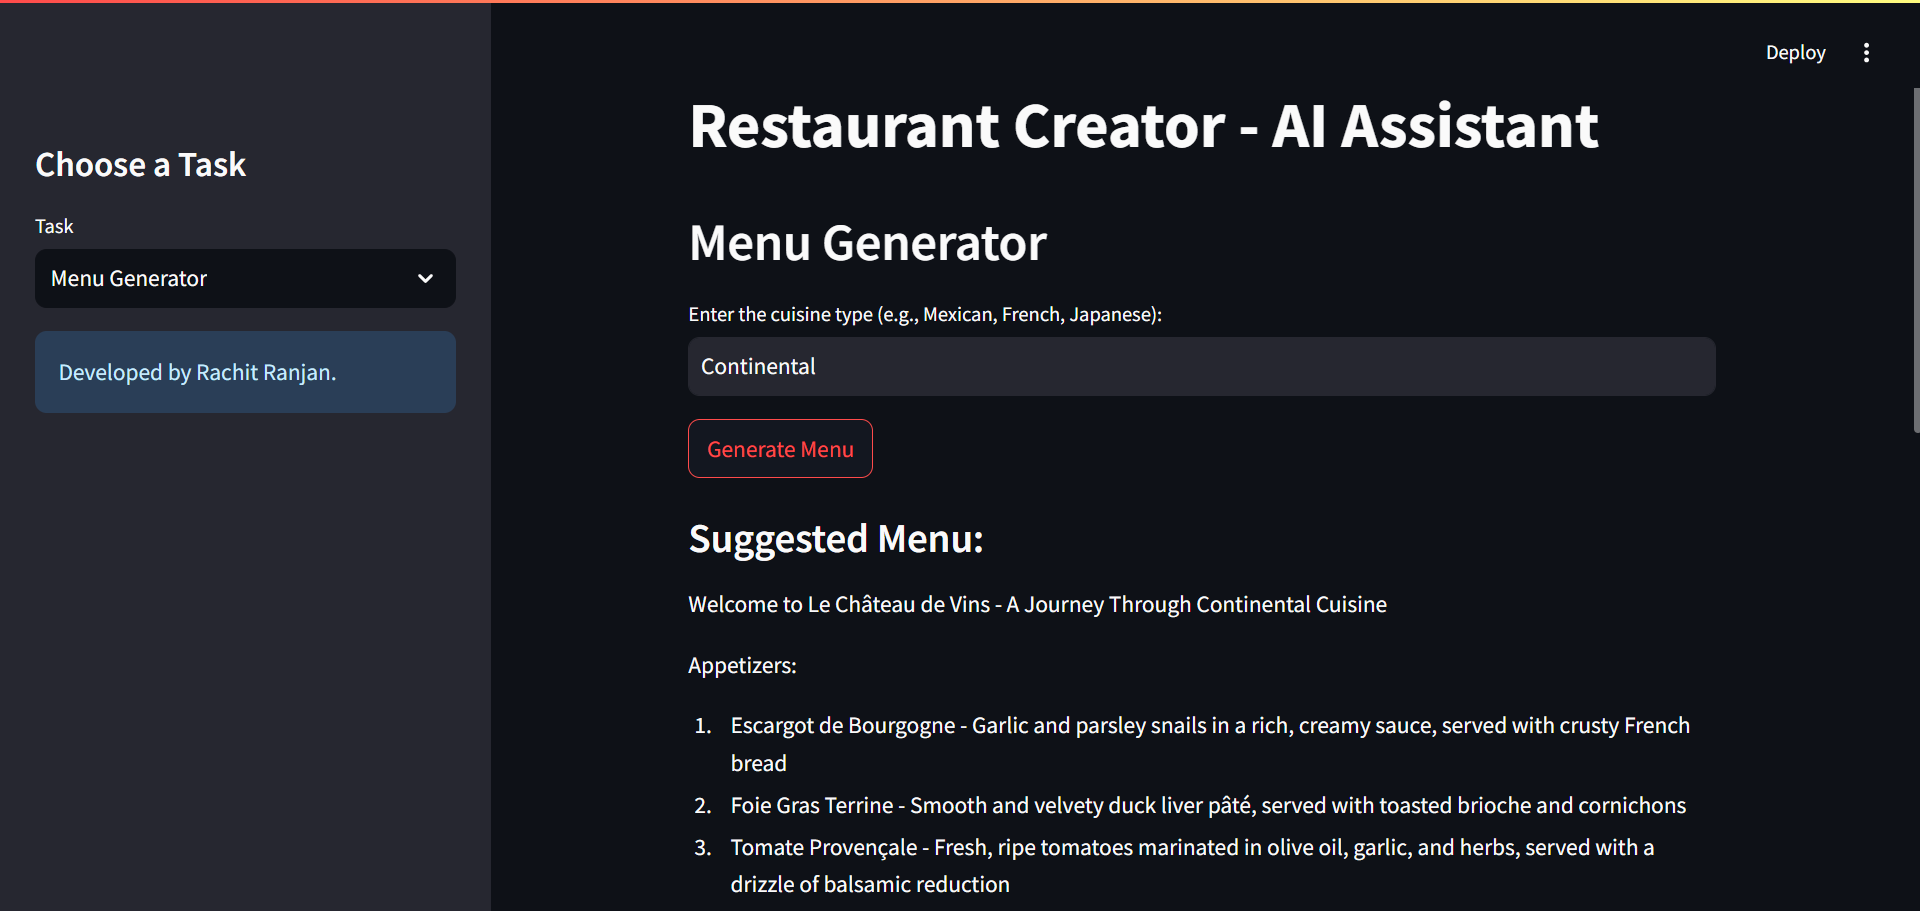 Deploy
Choose a Task
Task
Menu Generator
Developed by Rachit Ranjan.
Restaurant Creator - AI Assistant
Menu Generator
Enter the cuisine type (e.g., Mexican, French, Japanese):
Continental
Generate Menu
Suggested Menu:
Welcome to Le Château de Vins - A Journey Through Continental Cuisine
Appetizers:
1. Escargot de Bourgogne - Garlic and parsley snails in a rich, creamy sauce, served with crusty French
bread
2. Foie Gras Terrine - Smooth and velvety duck liver pâté, served with toasted brioche and cornichons
3. Tomate Provençale - Fresh, ripe tomatoes marinated in olive oil, garlic, and herbs, served with a
drizzle of balsamic reduction